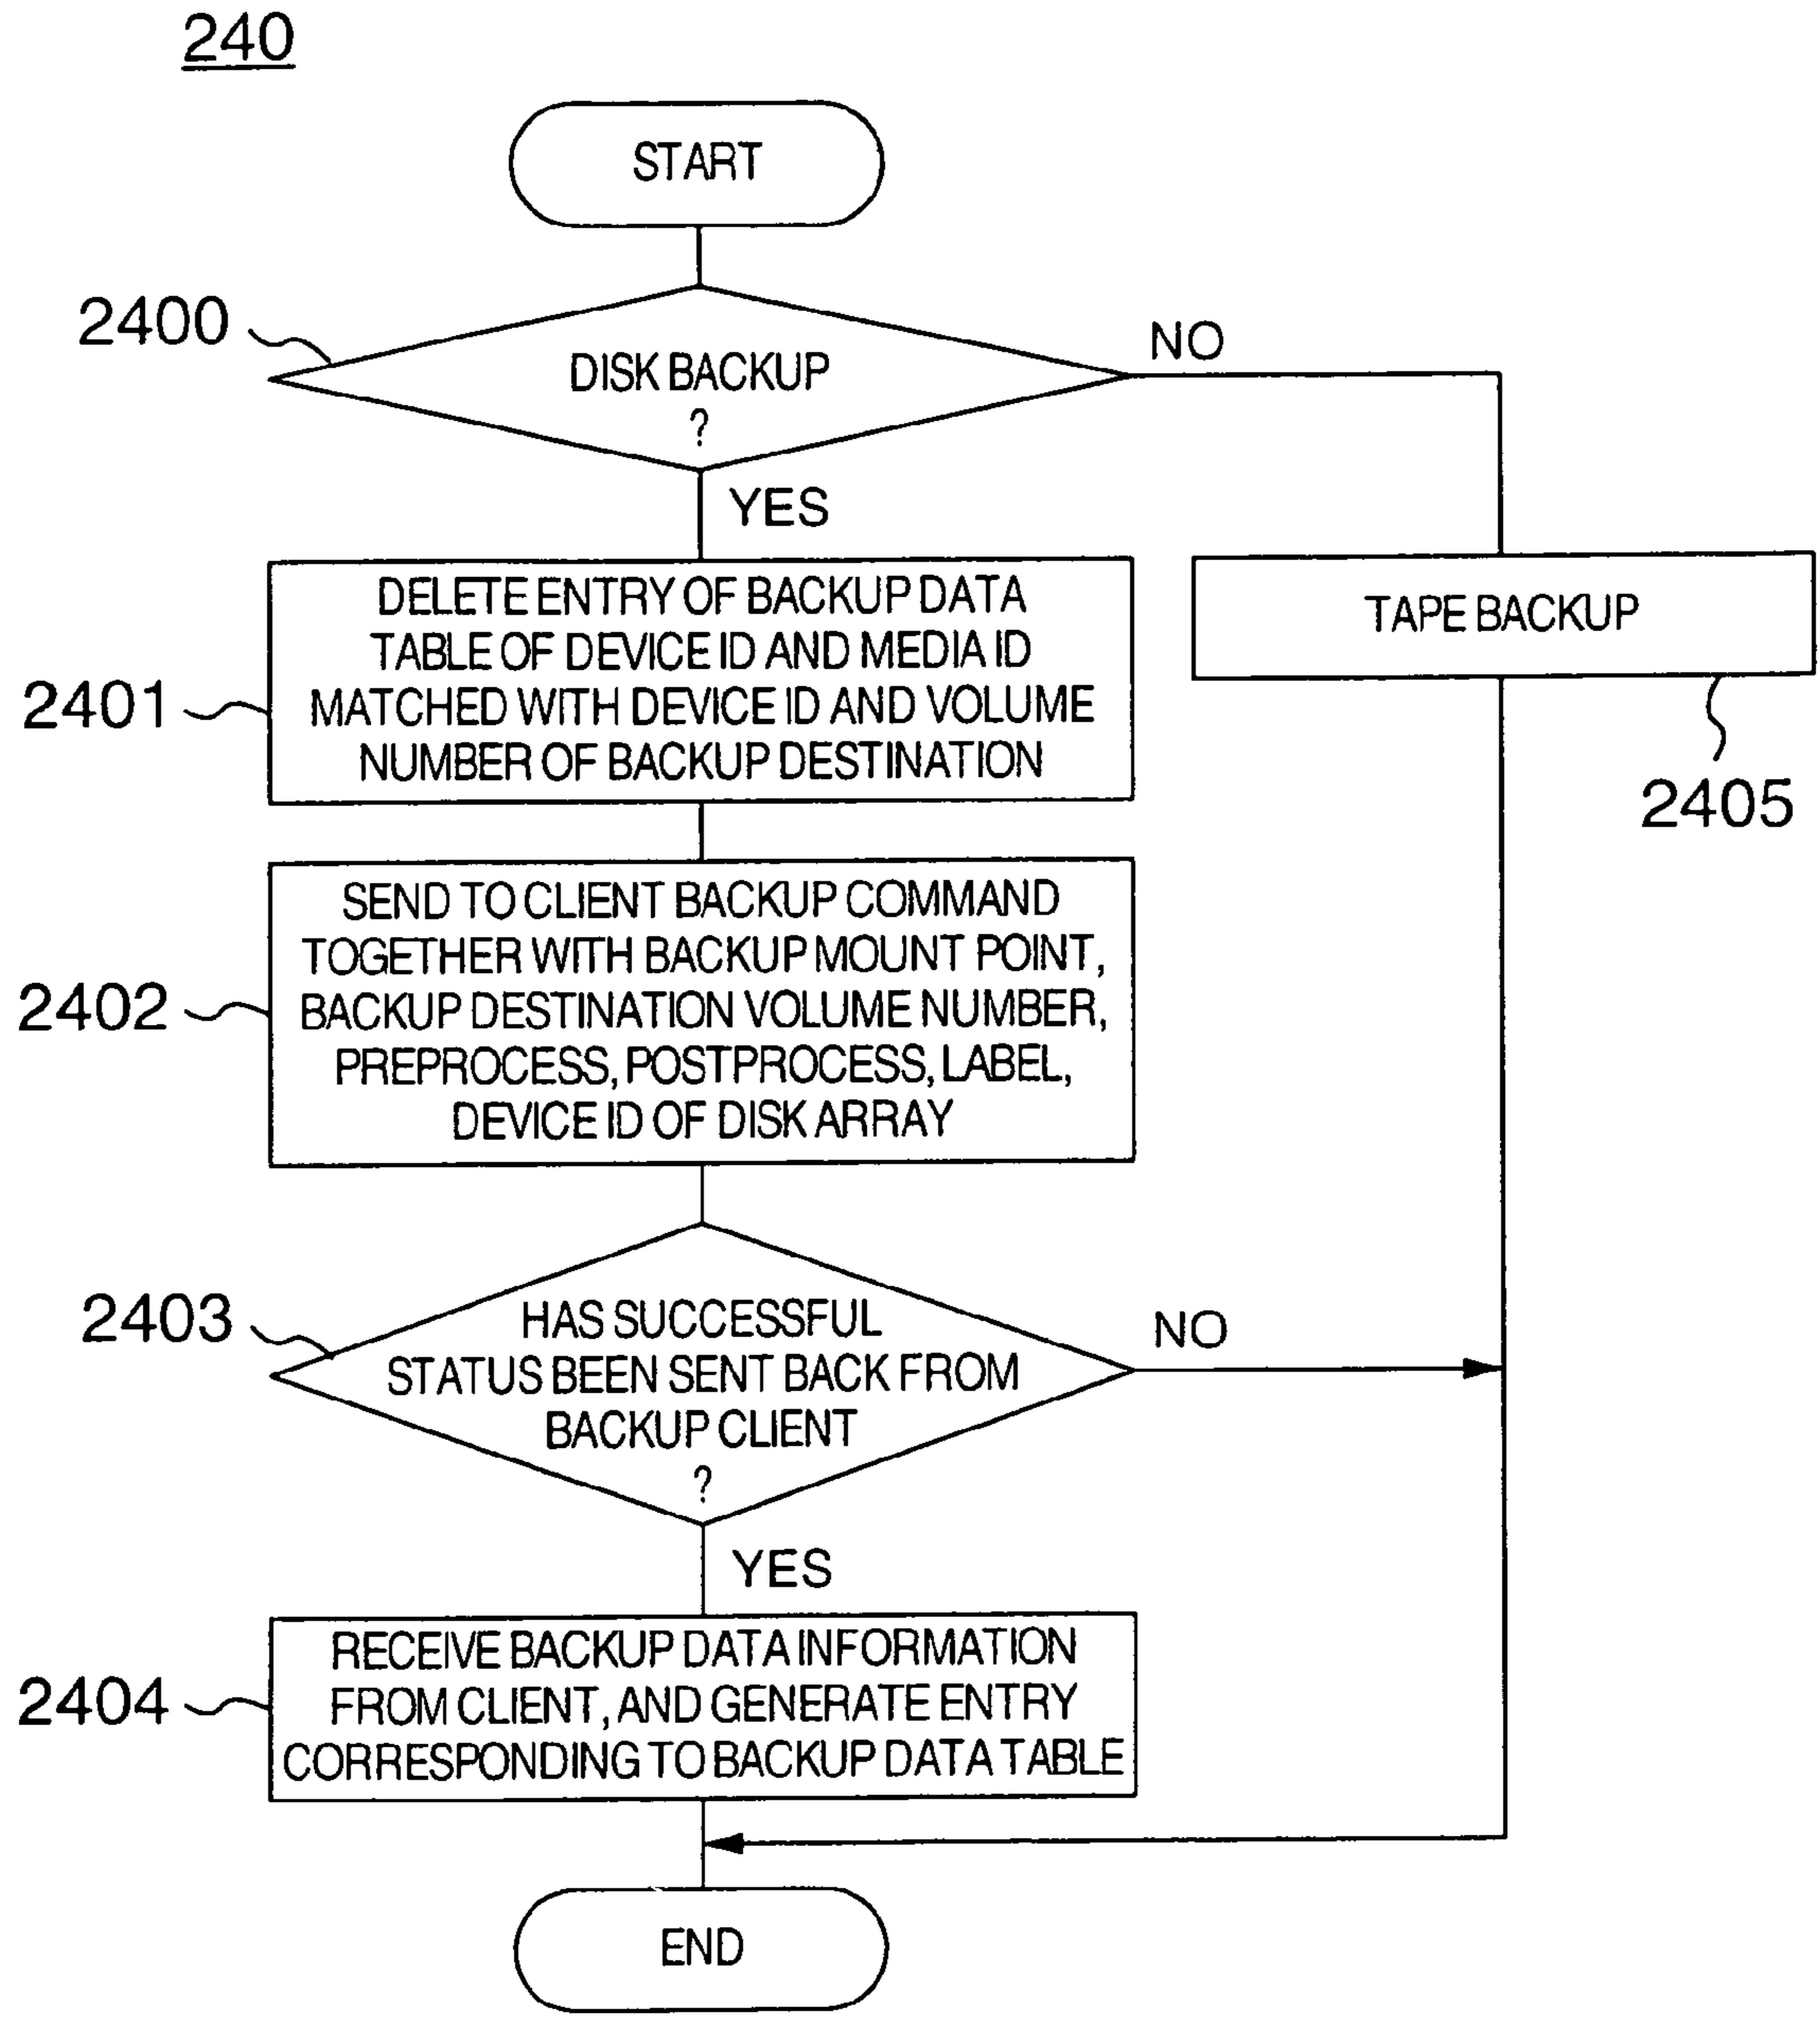 240
START
2400
DISK BACKUP
?
NO
YES
2401
DELETE ENTRY OF BACKUP DATA
TABLE OF DEVICE ID AND MEDIA ID
MATCHED WITH DEVICE ID AND VOLUME
NUMBER OF BACKUP DESTINATION
TAPE BACKUP
2405
2402
SEND TO CLIENT BACKUP COMMAND
TOGETHER WITH BACKUP MOUNT POINT,
BACKUP DESTINATION VOLUME NUMBER,
PREPROCESS, POSTPROCESS, LABEL,
DEVICE ID OF DISK ARRAY
2403
HAS SUCCESSFUL
STATUS BEEN SENT BACK FROM
BACKUP CLIENT
?
NO
YES
2404
RECEIVE BACKUP DATA INFORMATION
FROM CLIENT, AND GENERATE ENTRY
CORRESPONDING TO BACKUP DATA TABLE
END